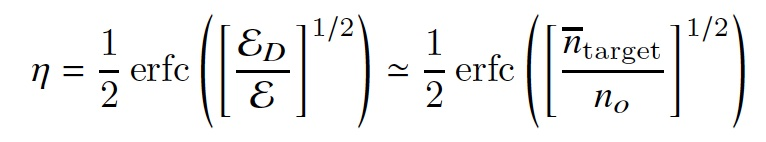 η = 1/2 erfc ([ℰ_D/ℰ]^{1/2}) ≃ 1/2 erfc ([n̅_target/n_o]^{1/2})